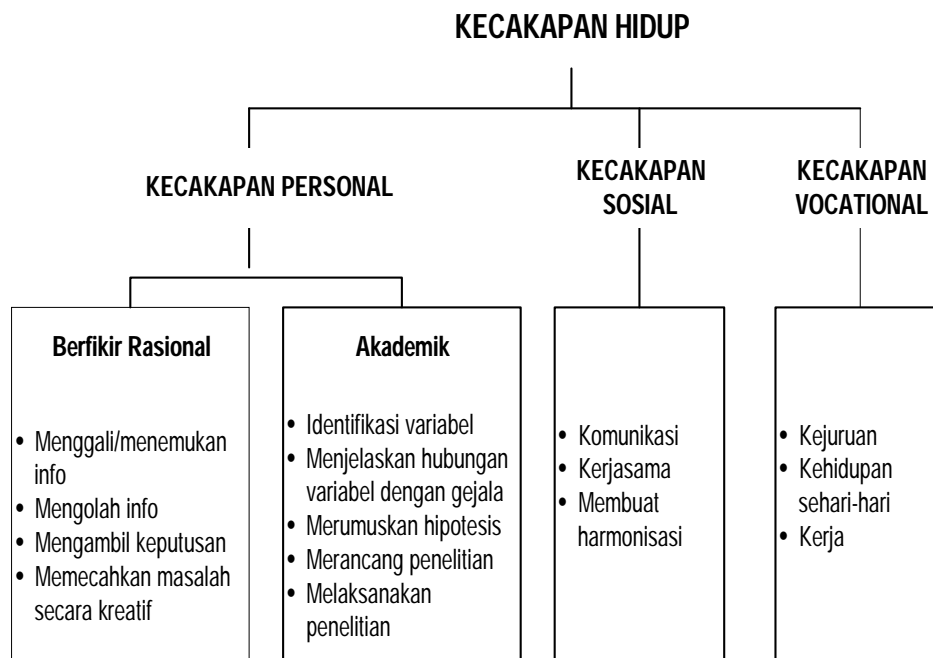 KECAKAPAN HIDUP
KECAKAPAN PERSONAL
KECAKAPAN
SOSIAL
KECAKAPAN
VOCATIONAL
Berfikir Rasional
• Menggali/menemukan
info
• Mengolah info
• Mengambil keputusan
• Memecahkan masalah
secara kreatif
Akademik
• Identifikasi variabel
• Menjelaskan hubungan
variabel dengan gejala
• Merumuskan hipotesis
• Merancang penelitian
• Melaksanakan
penelitian
• Komunikasi
• Kerjasama
• Membuat
harmonisasi
• Kejuruan
• Kehidupan
sehari-hari
• Kerja